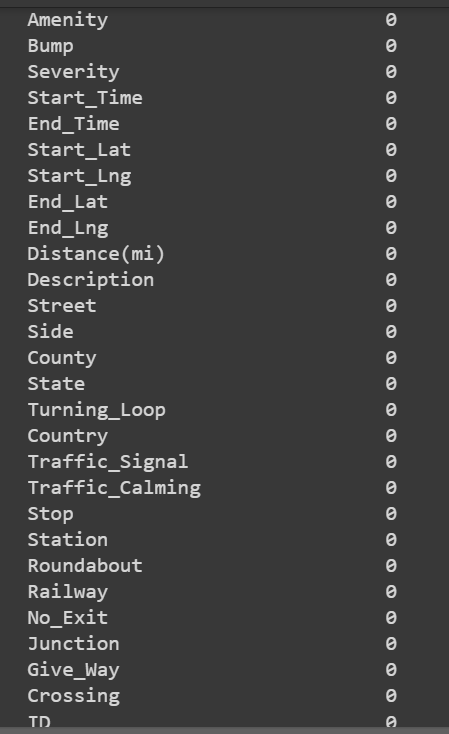 Amenity 0
Bump 0
Severity 0
Start_Time 0
End_Time 0
Start_Lat 0
Start_Lng 0
End_Lat 0
End_Lng 0
Distance(mi) 0
Description 0
Street 0
Side 0
County 0
State 0
Turning_Loop 0
Country 0
Traffic_Signal 0
Traffic_Calming 0
Stop 0
Station 0
Roundabout 0
Railway 0
No_Exit 0
Junction 0
Give_Way 0
Crossing 0
ID 0